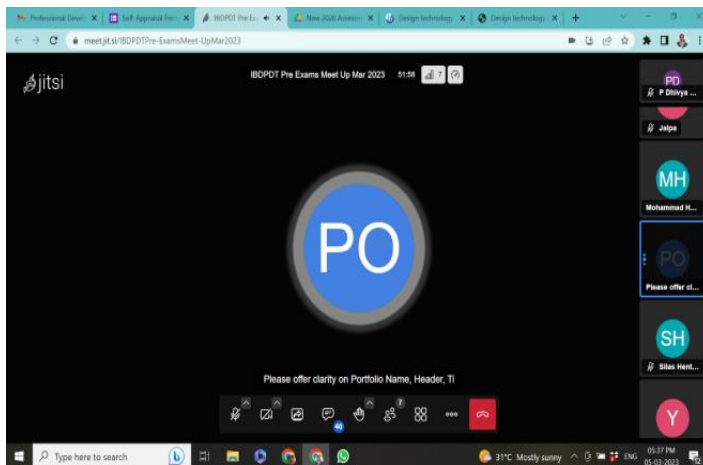 Professional Devel
Self-Appraisal Form
IBDPDT Pre Ex
New 2020 Assessm
Design technology
Design technology
meet.jit.si/IBDPDTPre-ExamsMeet-UpMar2023
jitsi
IBDPDT Pre Exams Meet Up Mar 2023 51:58 7
PO
Please offer clarity on Portfolio Name, Header, Ti
PD
P Dhivya ...
Jalpa
MH
Mohammad H...
PO
Please offer cl...
SH
Silas Hent...
Y
40
7
Type here to search
31°C Mostly sunny
ENG
05:37 PM
05-03-2023